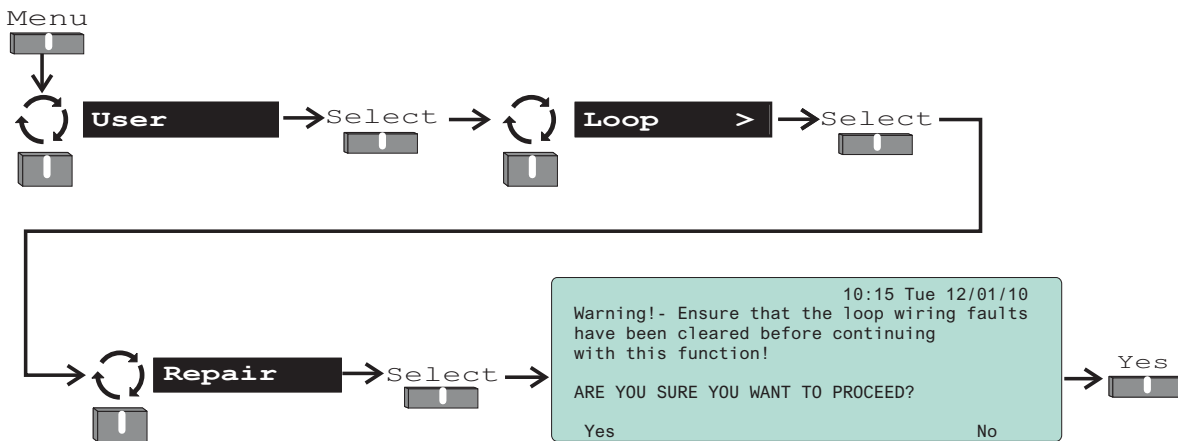 Menu
User
Select
Loop >
Select
Repair
Select
10:15 Tue 12/01/10
Warning!- Ensure that the loop wiring faults
have been cleared before continuing
with this function!
ARE YOU SURE YOU WANT TO PROCEED?
Yes No
Yes